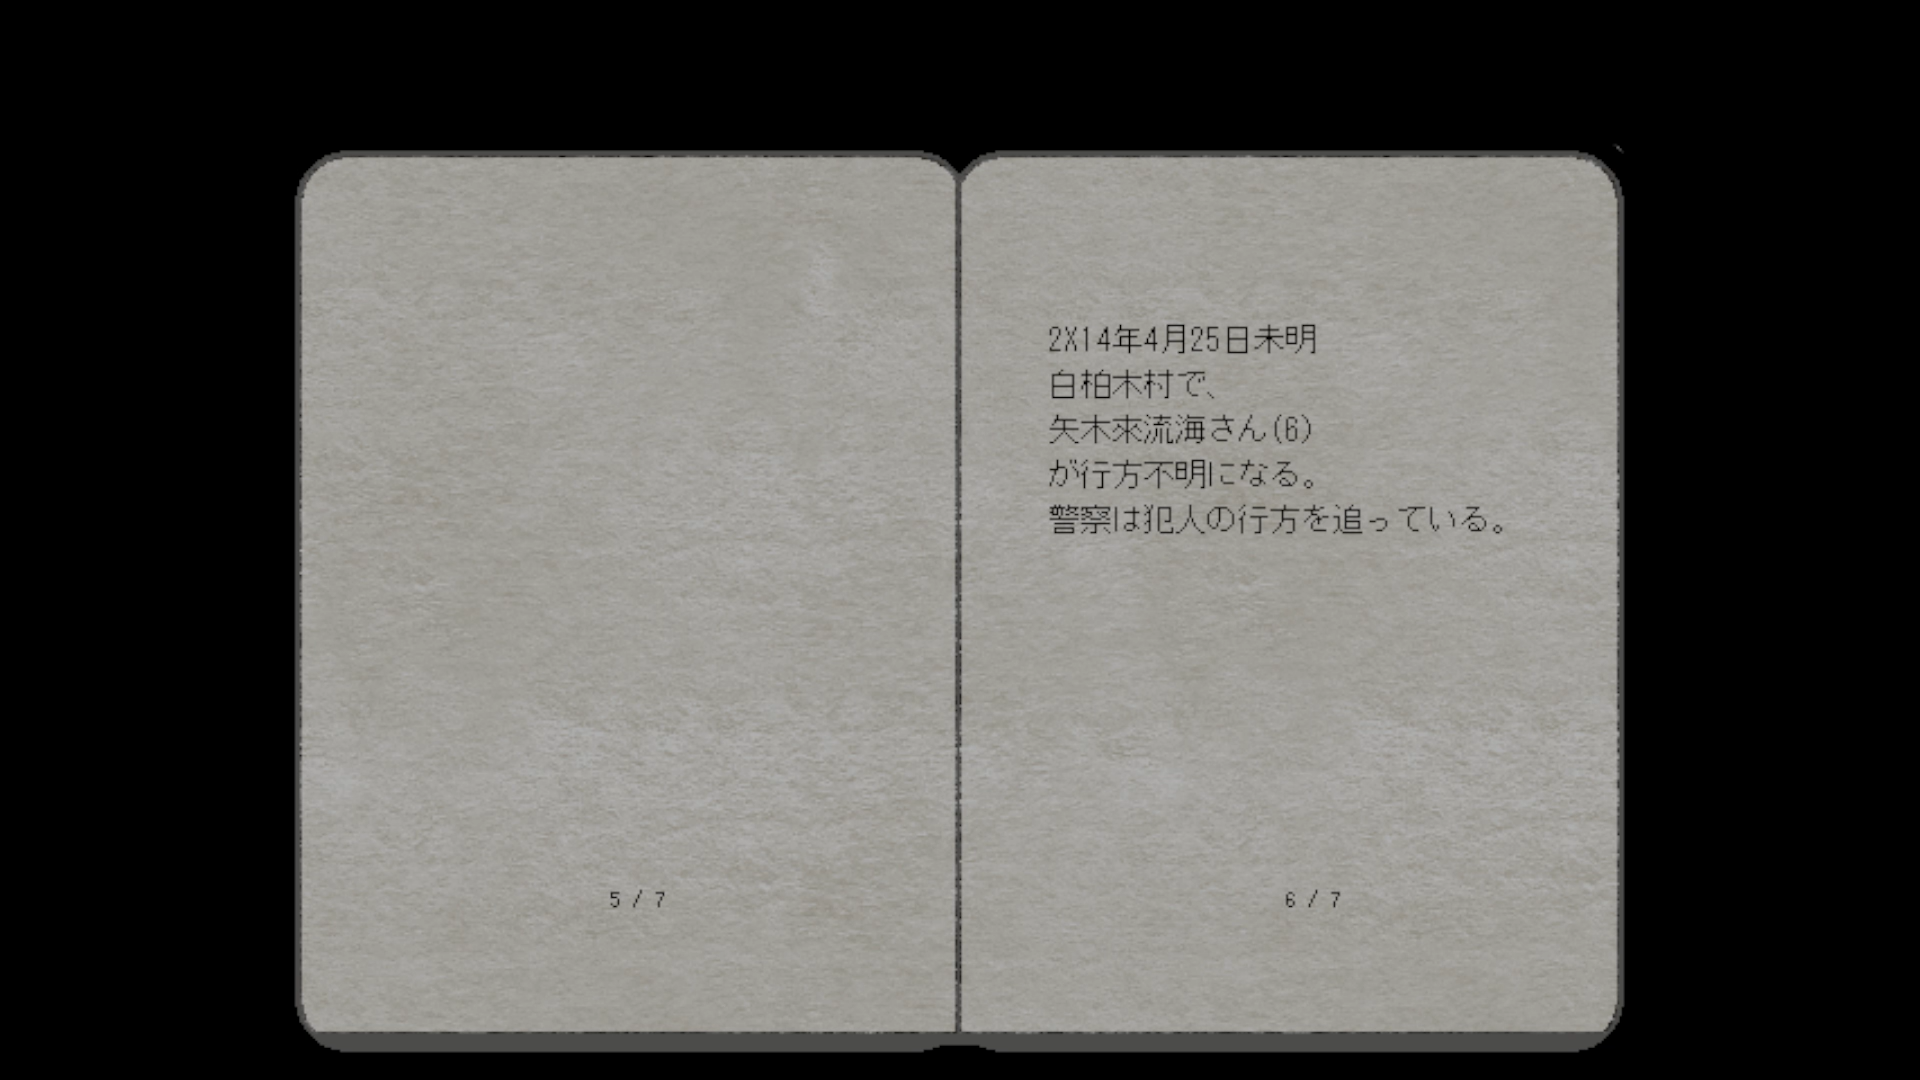 5 / 7
2X14年4月25日未明
白柏木村で、
矢木來流海さん(6)
が行方不明になる。
警察は犯人の行方を追っている。
6 / 7